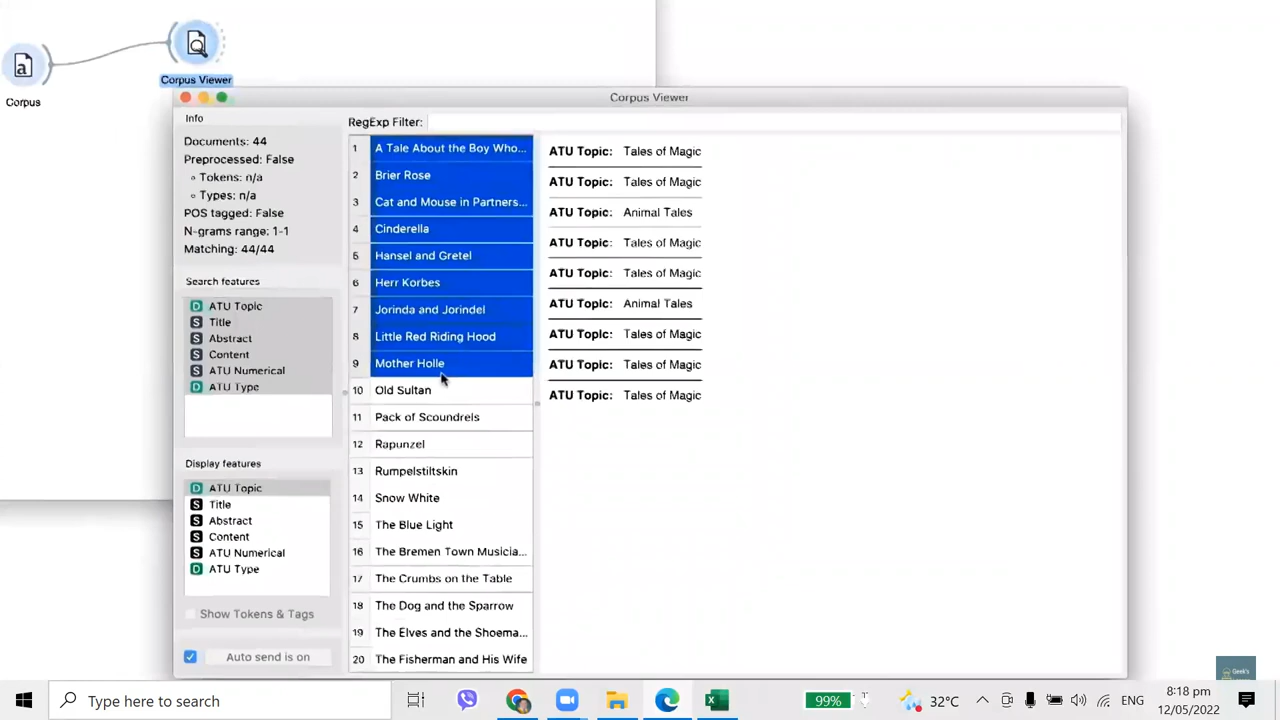 Corpus Viewer
Corpus
Corpus Viewer
Info
Documents: 44
Preprocessed: False
Tokens: n/a
Types: n/a
POS tagged: False
N-grams range: 1-1
Matching: 44/44
Search features
D ATU Topic
S Title
S Abstract
S Content
S ATU Numerical
D ATU Type
Display features
D ATU Topic
S Title
S Abstract
S Content
S ATU Numerical
D ATU Type
Show Tokens & Tags
Auto send is on
RegExp Filter:
1 A Tale About the Boy Who...
2 Brier Rose
3 Cat and Mouse in Partners...
4 Cinderella
5 Hansel and Gretel
6 Herr Korbes
7 Jorinda and Jorindel
8 Little Red Riding Hood
9 Mother Holle
10 Old Sultan
11 Pack of Scoundrels
12 Rapunzel
13 Rumpelstiltskin
14 Snow White
15 The Blue Light
16 The Bremen Town Musicia...
17 The Crumbs on the Table
18 The Dog and the Sparrow
19 The Elves and the Shoema...
20 The Fisherman and His Wife
ATU Topic: Tales of Magic
ATU Topic: Tales of Magic
ATU Topic: Animal Tales
ATU Topic: Tales of Magic
ATU Topic: Tales of Magic
ATU Topic: Animal Tales
ATU Topic: Tales of Magic
ATU Topic: Tales of Magic
ATU Topic: Tales of Magic
Geek's
Type here to search
99%
32°C
ENG
8:18 pm
12/05/2022